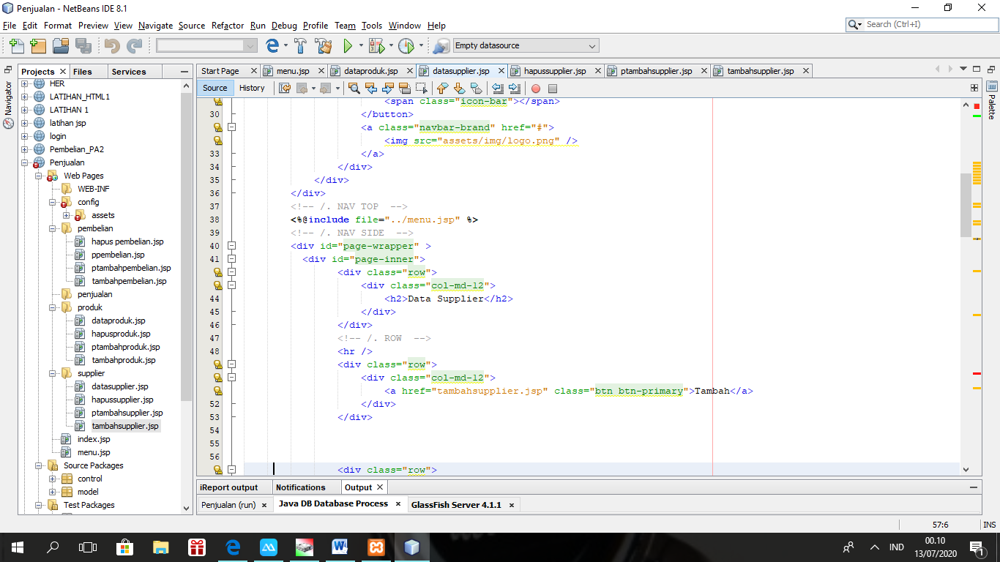 Penjualan - NetBeans IDE 8.1
File Edit Format Preview View Navigate Source Refactor Run Debug Profile Team Tools Window Help
Search (Ctrl+I)
Empty datasource
Navigator
Projects Files Services
HER
LATIHAN_HTML1
LATIHAN 1
latihan jsp
login
Pembelian_PA2
Penjualan
Web Pages
WEB-INF
config
assets
pembelian
hapus pembelian.jsp
ppembelian.jsp
ptambahpembelian.jsp
tambahpembelian.jsp
penjualan
produk
dataproduk.jsp
hapusproduk.jsp
ptambahproduk.jsp
tambahproduk.jsp
supplier
datasupplier.jsp
hapussupplier.jsp
ptambahsupplier.jsp
tambahsupplier.jsp
index.jsp
menu.jsp
Source Packages
control
model
Test Packages
Start Page menu.jsp dataproduk.jsp datasupplier.jsp hapussupplier.jsp ptambahsupplier.jsp tambahsupplier.jsp
Source History
Palette
<span class="icon-bar"></span>
30 </button>
<a class="navbar-brand" href="#">
<img src="assets/img/logo.png" />
33 </a>
34 </div>
35 </div>
36 </div>
37 <!-- /. NAV TOP  -->
38 <%@include file="../menu.jsp" %>
39 <!-- /. NAV SIDE  -->
40 <div id="page-wrapper" >
41 <div id="page-inner">
<div class="row">
<div class="col-md-12">
44 <h2>Data Supplier</h2>
45 </div>
46 </div>
47 <!-- /. ROW  -->
48 <hr />
<div class="row">
<div class="col-md-12">
<a href="tambahsupplier.jsp" class="btn btn-primary">Tambah</a>
52 </div>
53 </div>
54
55
56
<div class="row">
iReport output Notifications Output
Penjualan (run) Java DB Database Process GlassFish Server 4.1.1
57:6 INS
IND
00.10
13/07/2020
1